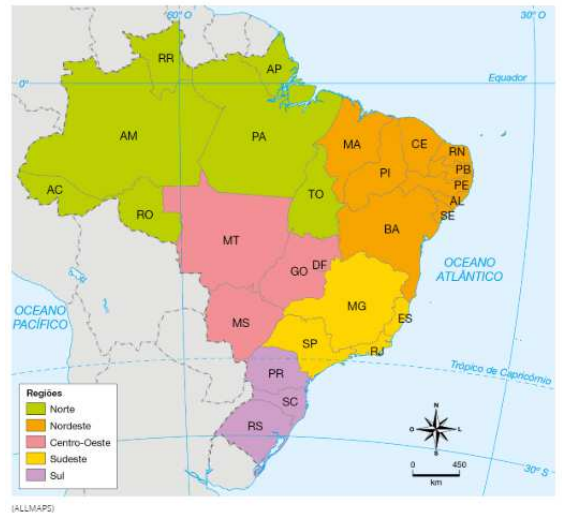 60° O
30° O
RR
AP
0°
Equador
AM
PA
MA
CE
RN
PB
PE
AL
SE
PI
AC
TO
RO
BA
MT
DF
GO
OCEANO
ATLÂNTICO
OCEANO
PACÍFICO
MG
ES
MS
SP
RJ
Trópico de Capricórnio
PR
SC
RS
Regiões
Norte
Nordeste
Centro-Oeste
Sudeste
Sul
N
O
L
S
0
450
km
30° S
(ALLMAPS)